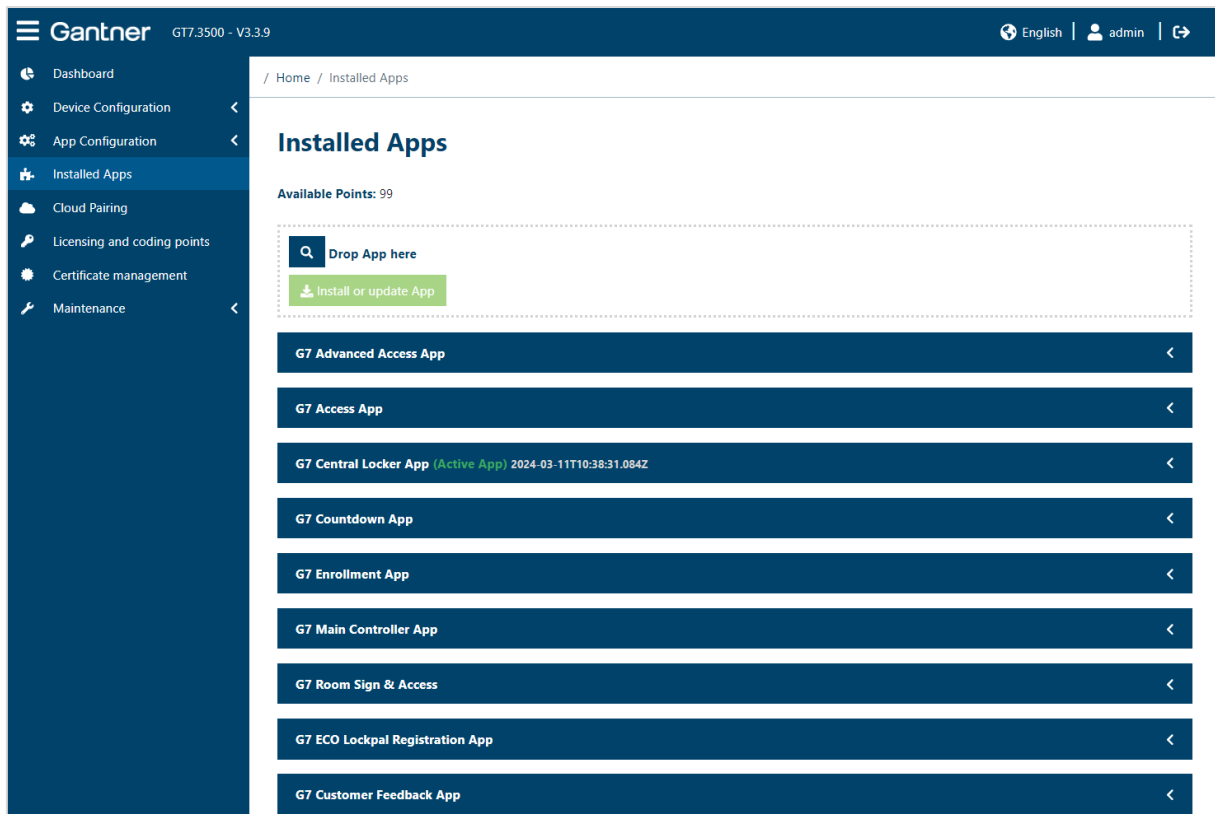 Gantner GT7.3500 - V3.3.9
English | admin |
Dashboard
Device Configuration
App Configuration
Installed Apps
Cloud Pairing
Licensing and coding points
Certificate management
Maintenance
/ Home / Installed Apps
Installed Apps
Available Points: 99
Drop App here
Install or update App
G7 Advanced Access App
G7 Access App
G7 Central Locker App (Active App) 2024-03-11T10:38:31.084Z
G7 Countdown App
G7 Enrollment App
G7 Main Controller App
G7 Room Sign & Access
G7 ECO Lockpal Registration App
G7 Customer Feedback App